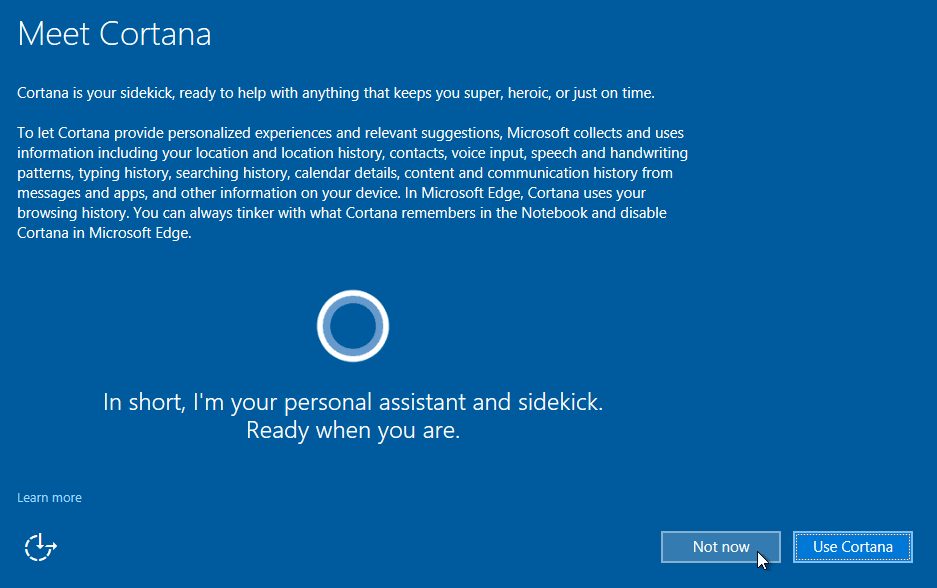 Meet Cortana
Cortana is your sidekick, ready to help with anything that keeps you super, heroic, or just on time.
To let Cortana provide personalized experiences and relevant suggestions, Microsoft collects and uses
information including your location and location history, contacts, voice input, speech and handwriting
patterns, typing history, searching history, calendar details, content and communication history from
messages and apps, and other information on your device. In Microsoft Edge, Cortana uses your
browsing history. You can always tinker with what Cortana remembers in the Notebook and disable
Cortana in Microsoft Edge.
In short, I'm your personal assistant and sidekick.
Ready when you are.
Learn more
Not now
Use Cortana